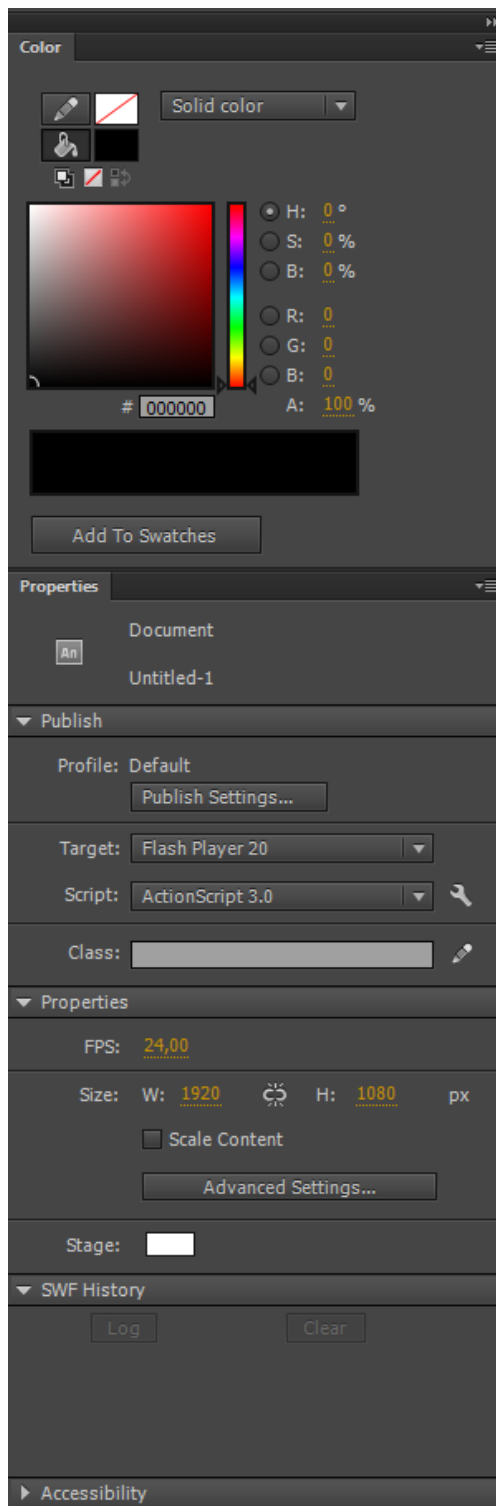 Color
Solid color
H: 0 °
S: 0 %
B: 0 %
R: 0
G: 0
B: 0
# 000000 A: 100 %
Add To Swatches
Properties
Document
An
Untitled-1
Publish
Profile: Default
Publish Settings...
Target: Flash Player 20
Script: ActionScript 3.0
Class:
Properties
FPS: 24,00
Size: W: 1920 H: 1080 px
Scale Content
Advanced Settings...
Stage:
SWF History
Log Clear
Accessibility